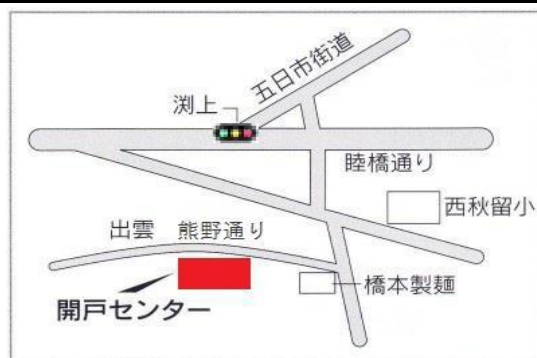 五日市街道
渕上
睦橋通り
西秋留小
出雲　熊野通り
橋本製麺
開戸センター